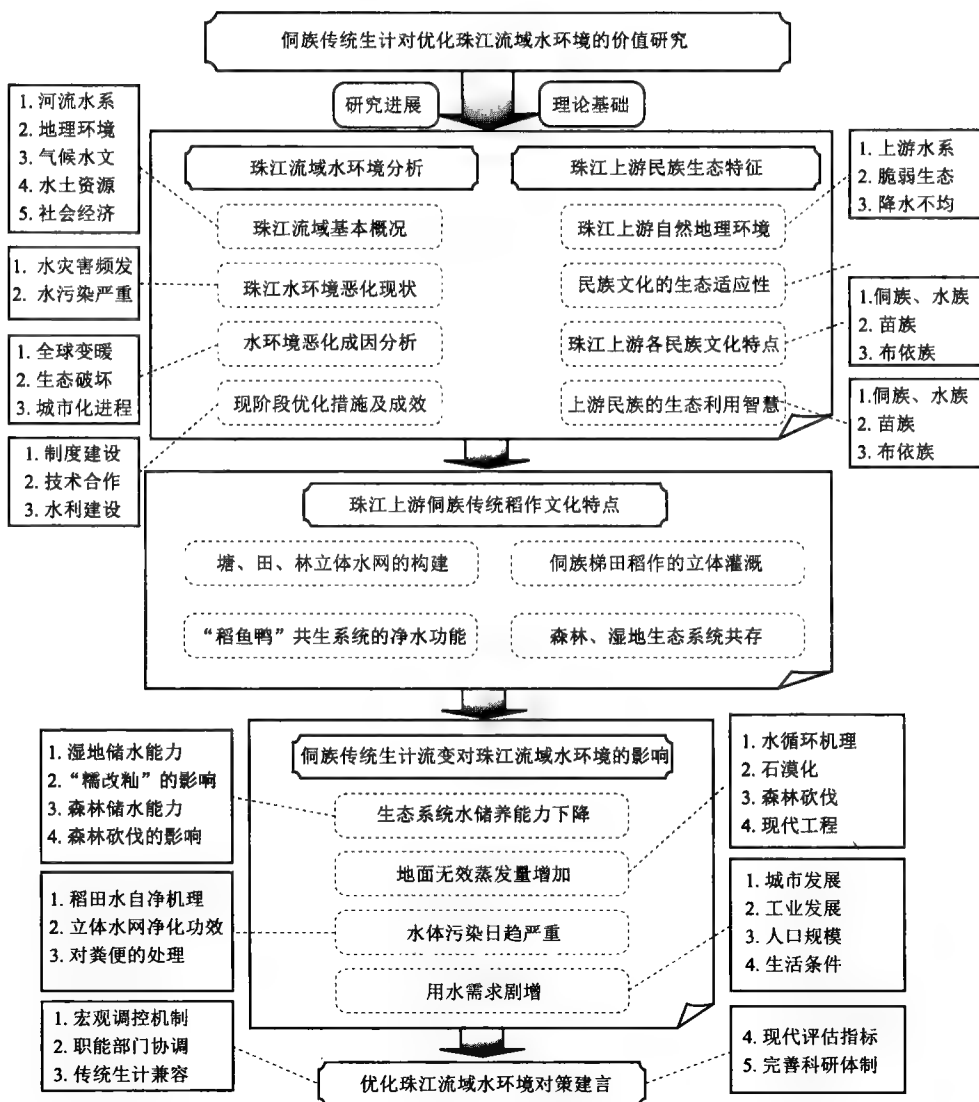 侗族传统生计对优化珠江流域水环境的价值研究
研究进展
理论基础
1. 河流水系
2. 地理环境
3. 气候水文
4. 水土资源
5. 社会经济
1. 水灾害频发
2. 水污染严重
1. 全球变暖
2. 生态破坏
3. 城市化进程
1. 制度建设
2. 技术合作
3. 水利建设
珠江流域水环境分析
珠江流域基本概况
珠江水环境恶化现状
水环境恶化成因分析
现阶段优化措施及成效
珠江上游民族生态特征
珠江上游自然地理环境
民族文化的生态适应性
珠江上游各民族文化特点
上游民族的生态利用智慧
1. 上游水系
2. 脆弱生态
3. 降水不均
1.侗族、水族
2. 苗族
3. 布依族
1.侗族、水族
2. 苗族
3. 布依族
珠江上游侗族传统稻作文化特点
塘、田、林立体水网的构建
侗族梯田稻作的立体灌溉
“稻鱼鸭”共生系统的净水功能
森林、湿地生态系统共存
侗族传统生计流变对珠江流域水环境的影响
生态系统水储养能力下降
地面无效蒸发量增加
水体污染日趋严重
用水需求剧增
1. 湿地储水能力
2. “糯改籼”的影响
3. 森林储水能力
4. 森林砍伐的影响
1. 稻田水自净机理
2. 立体水网净化功效
3. 对粪便的处理
1. 水循环机理
2. 石漠化
3. 森林砍伐
4. 现代工程
1. 城市发展
2. 工业发展
3. 人口规模
4. 生活条件
1. 宏观调控机制
2. 职能部门协调
3. 传统生计兼容
优化珠江流域水环境对策建言
4. 现代评估指标
5. 完善科研体制